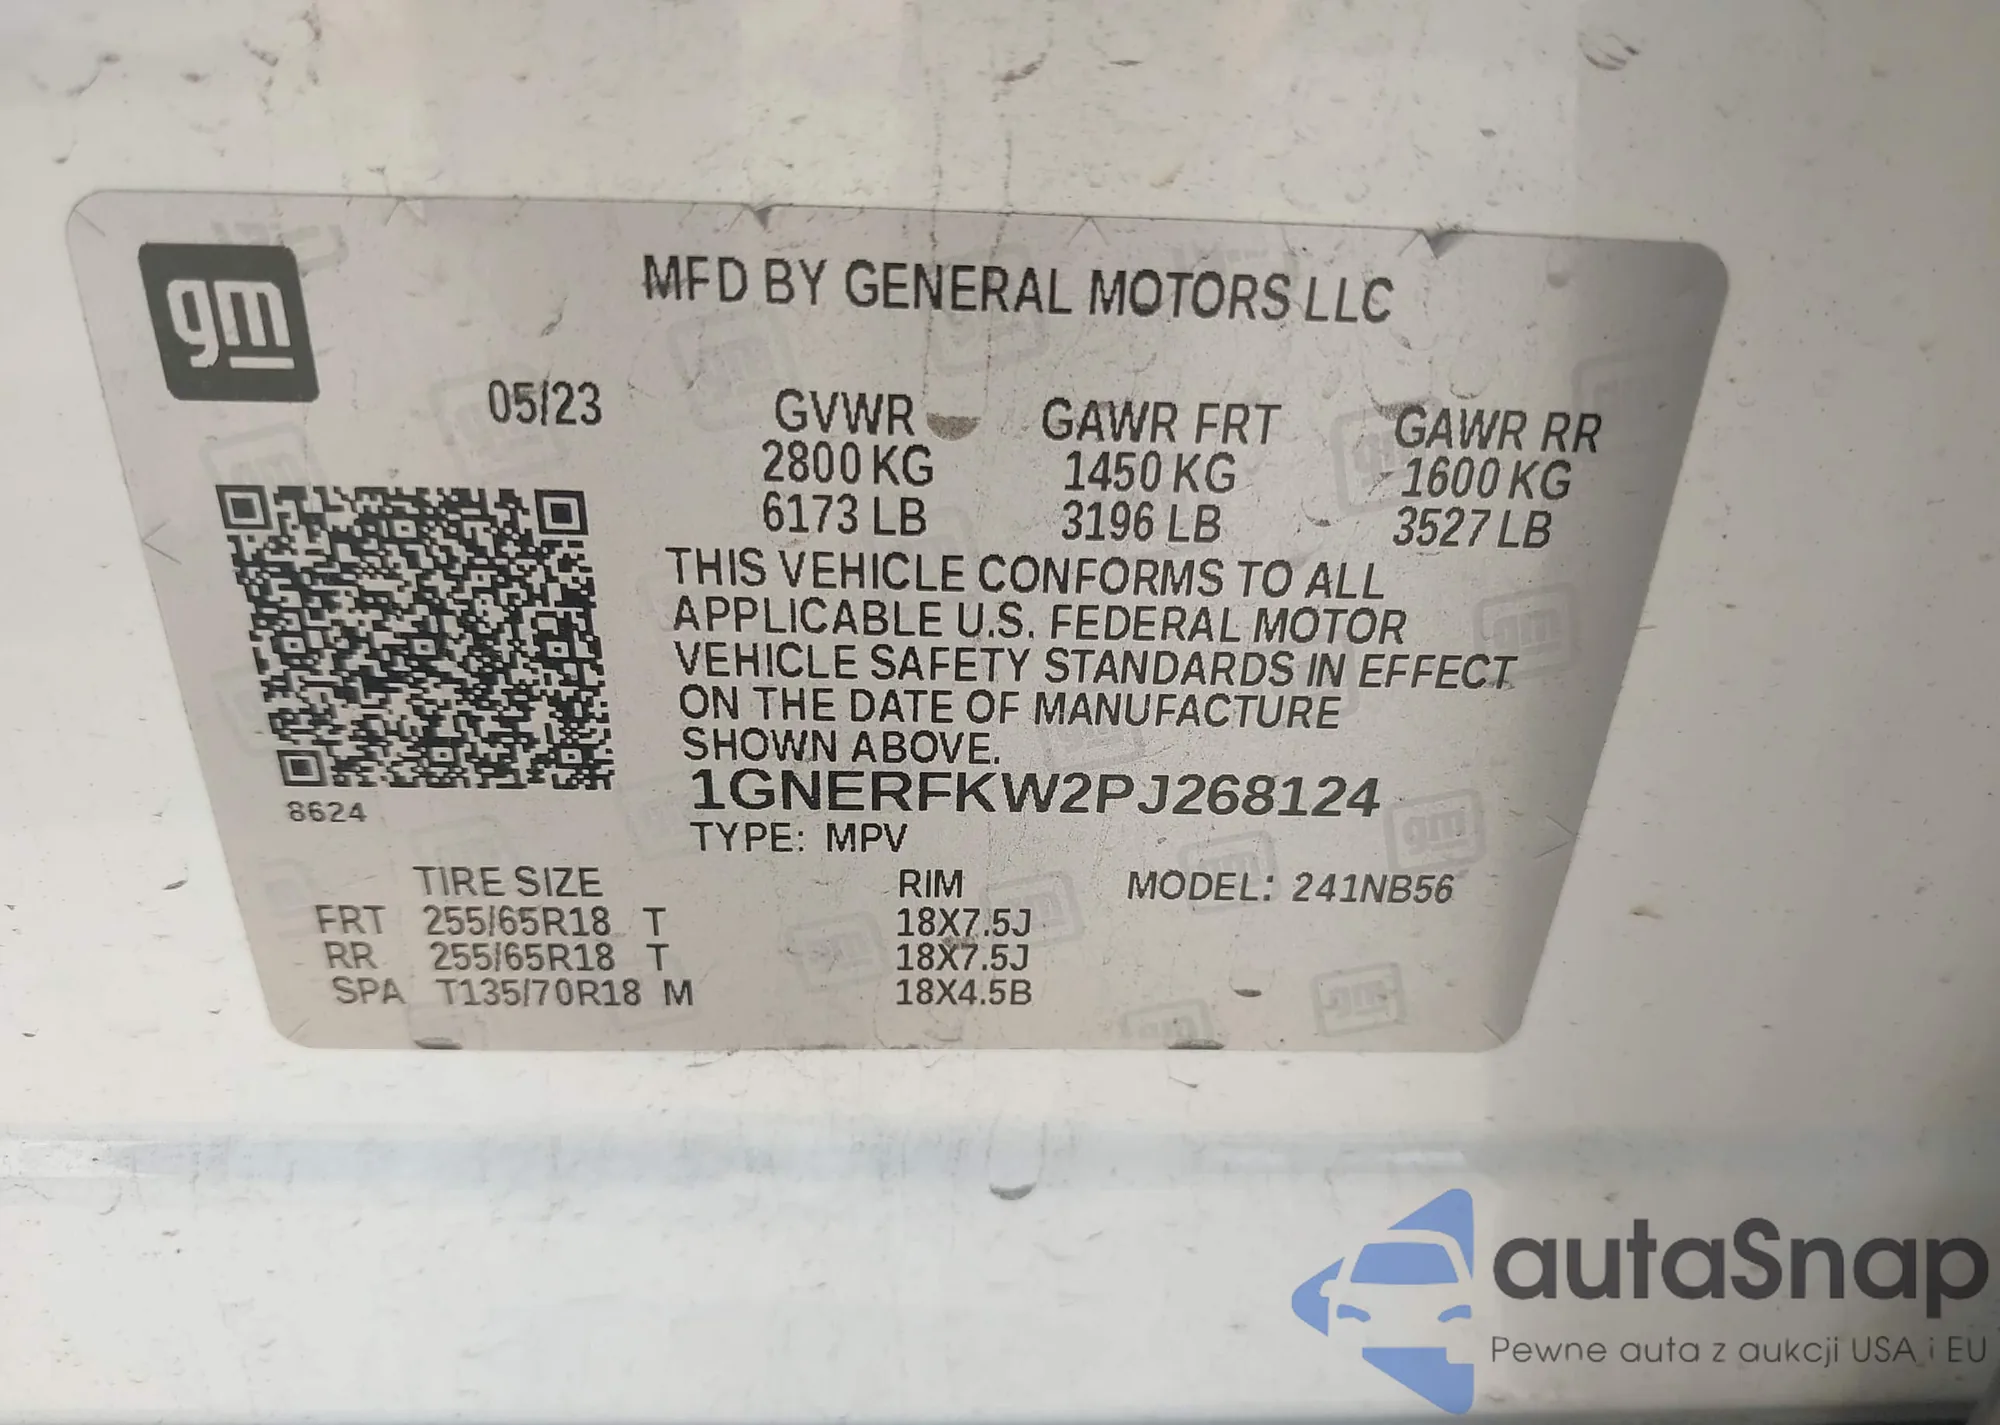 gm
MFD BY GENERAL MOTORS LLC
05/23 GVWR GAWR FRT GAWR RR
2800 KG 1450 KG 1600 KG
6173 LB 3196 LB 3527 LB
THIS VEHICLE CONFORMS TO ALL
APPLICABLE U.S. FEDERAL MOTOR
VEHICLE SAFETY STANDARDS IN EFFECT
ON THE DATE OF MANUFACTURE
SHOWN ABOVE.
1GNERFKW2PJ268124
8624
TYPE: MPV
TIRE SIZE RIM MODEL: 241NB56
FRT 255/65R18 T 18X7.5J
RR 255/65R18 T 18X7.5J
SPA T135/70R18 M 18X4.5B
autaSnap
Pewne auta z aukcji USA i EU